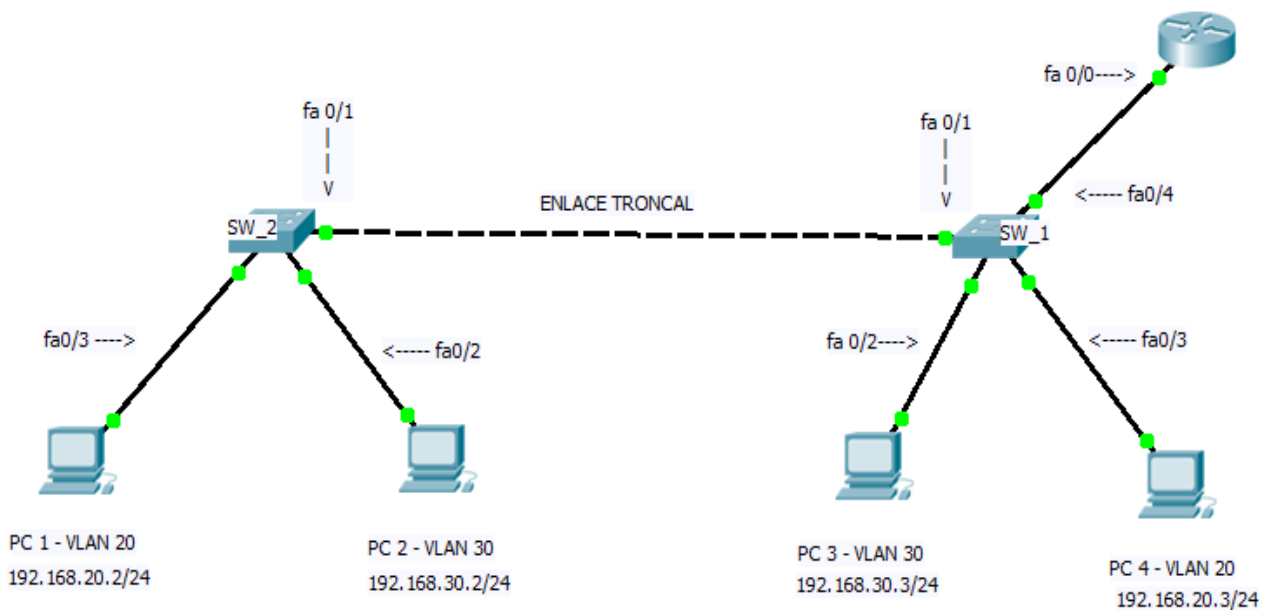 fa 0/0---->
fa 0/1
|
|
V
fa 0/1
|
|
V
<----- fa0/4
ENLACE TRONCAL
SW_2
SW_1
fa0/3 ---->
<----- fa0/2
fa 0/2---->
<----- fa0/3
PC 1 - VLAN 20
192.168.20.2/24
PC 2 - VLAN 30
192.168.30.2/24
PC 3 - VLAN 30
192.168.30.3/24
PC 4 - VLAN 20
192.168.20.3/24